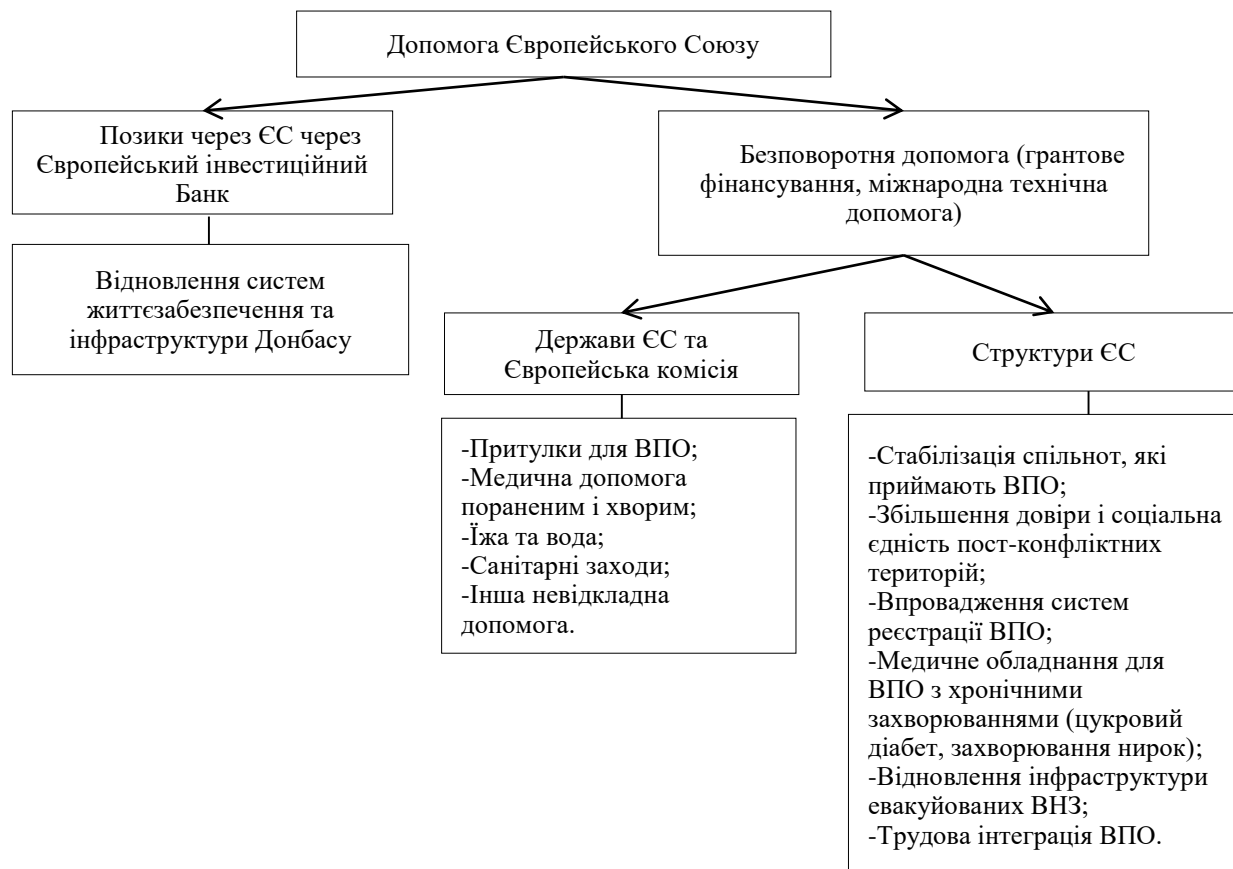 Допомога Європейського Союзу
Позики через ЄС через
Європейський інвестиційний
Банк
Безповоротня допомога (грантове
фінансування, міжнародна технічна
допомога)
Відновлення систем
життєзабезпечення та
інфраструктури Донбасу
Держави ЄС та
Європейська комісія
Структури ЄС
-Притулки для ВПО;
-Медична допомога
пораненим і хворим;
-Їжа та вода;
-Санітарні заходи;
-Інша невідкладна
допомога.
-Стабілізація спільнот, які
приймають ВПО;
-Збільшення довіри і соціальна
єдність пост-конфліктних
територій;
-Впровадження систем
реєстрації ВПО;
-Медичне обладнання для
ВПО з хронічними
захворюваннями (цукровий
діабет, захворювання нирок);
-Відновлення інфраструктури
евакуйованих ВНЗ;
-Трудова інтеграція ВПО.